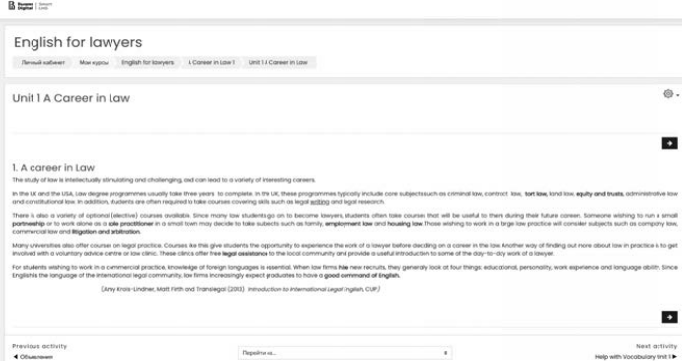 English for lawyers
Личный кабинет Мои курсы English for lawyers A Career in Law 1 Unit 1 A Career in Law
Unit 1 A Career in Law
1. A career in Law
The study of law is intellectually stimulating and challenging, and can lead to a variety of interesting careers.
In the UK and the USA, Law degree programmes usually take three years to complete. In the UK, these programmes typically include core subjectssuch as criminal law, contract law, tort law, land law, equity and trusts, administrative law
and constitutional law. In addition, students are often required to take courses covering skills such as legal writing and legal research.
There is also a variety of optional (elective) courses available. Since many law studentsgo on to become lawyers, students often take courses that will be useful to them during their future career. Someone wishing to run a small
partnership or to work alone as a sole practitioner in a small town may decide to take subjects such as family, employment law and housing law.Those wishing to work in a large law practice will consider subjects such as company law,
commercial law and litigation and arbitration.
Many universities also offer course on legal practice. Courses like this give students the opportunity to experience the work of a lawyer before deciding on a career in the law. Another way of finding out more about law in practice is to get
involved with a voluntary advice centre or law clinic. These clinics offer free legal assistance to the local community and provide a useful introduction to some of the day-to-day work of a lawyer.
For students wishing to work in a commercial practice, knowledge of foreign languages is essential. When law firms hire new recruits, they generally look at four things: educational, personality, work experience and language ability. Since
Englishis the language of the international legal community, law firms increasingly expect graduates to have a good command of English.
(Amy Krois-Lindner, Matt Firth and Translegal (2013) Introduction to International Legal English, CUP)
Previous activity
Next activity
◄ Объявления
Перейти на...
Help with Vocabulary Unit 1 ►